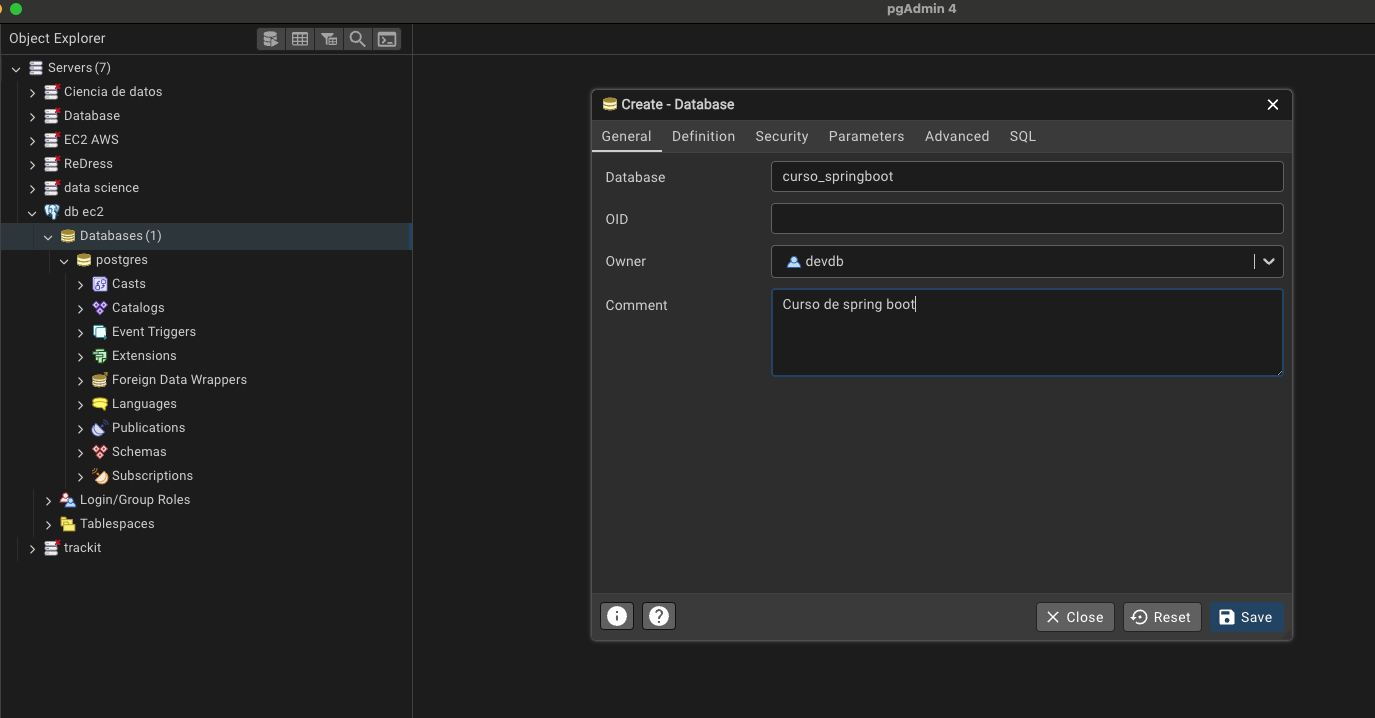 pgAdmin 4
Object Explorer
Servers (7)
Ciencia de datos
Database
EC2 AWS
ReDress
data science
db ec2
Databases (1)
postgres
Casts
Catalogs
Event Triggers
Extensions
Foreign Data Wrappers
Languages
Publications
Schemas
Subscriptions
Login/Group Roles
Tablespaces
trackit
Create - Database
General Definition Security Parameters Advanced SQL
Database curso_springboot
OID
Owner devdb
Comment Curso de spring boot
Close Reset Save